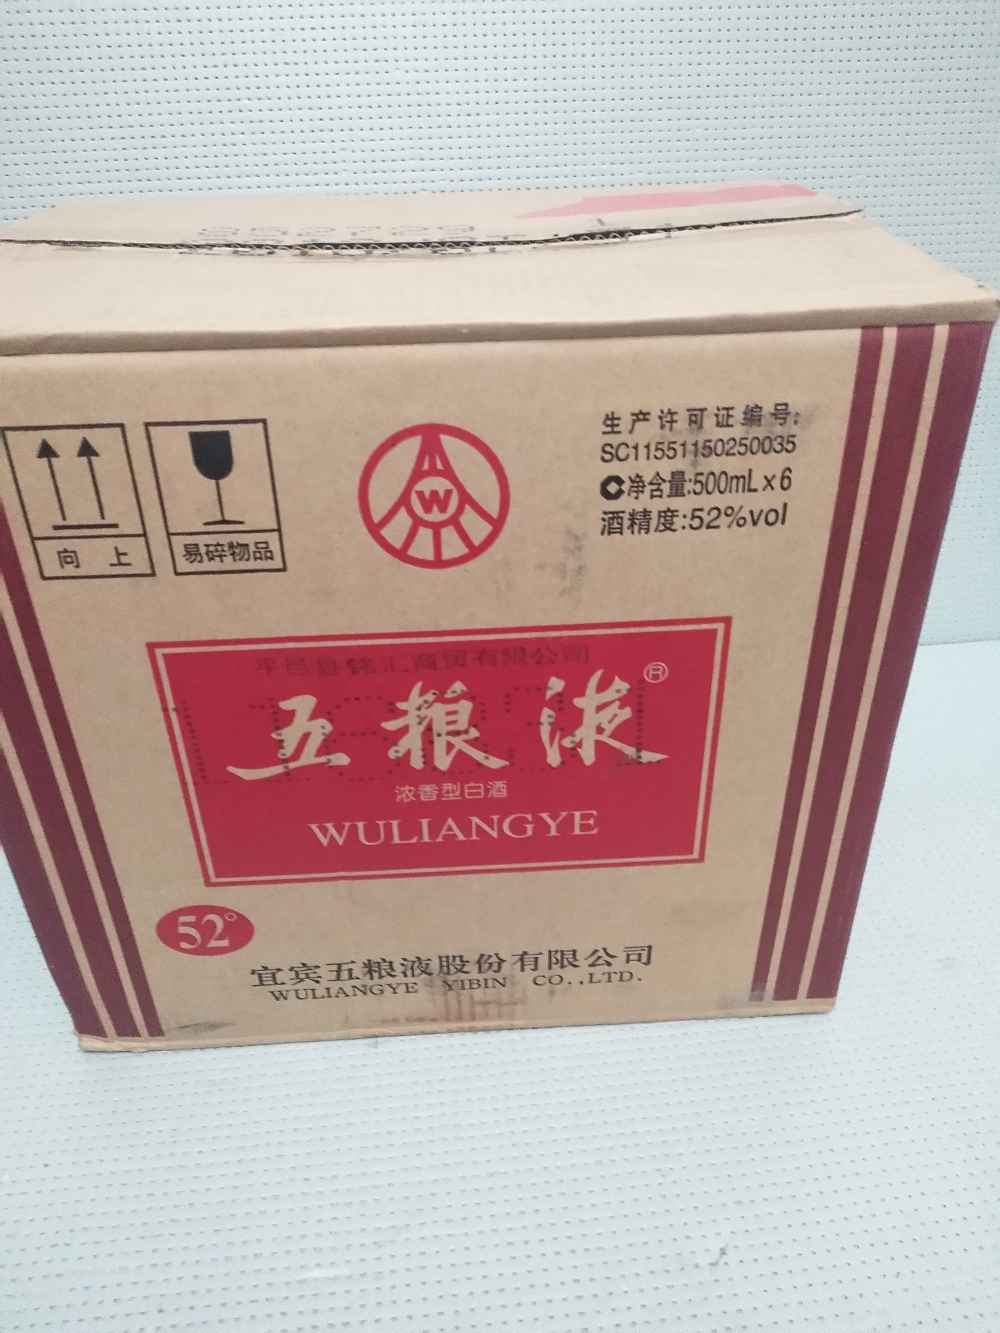 向 上
易碎物品
W
生产许可证编号:
SC11551150250035
净含量:500mL×6
酒精度:52%vol
五粮液®
浓香型白酒
WULIANGYE
52°
宜宾五粮液股份有限公司
WULIANGYE YIBIN CO.,LTD.